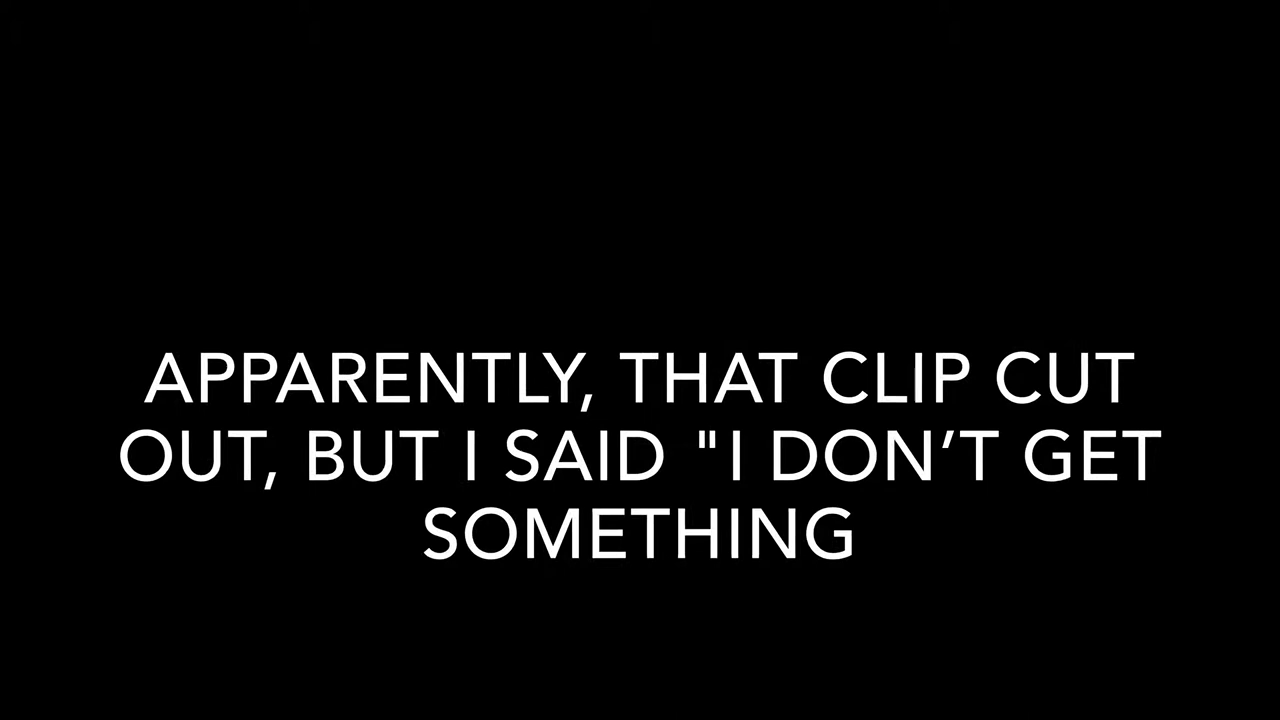 APPARENTLY, THAT CLIP CUT
OUT, BUT I SAID "I DON’T GET
SOMETHING